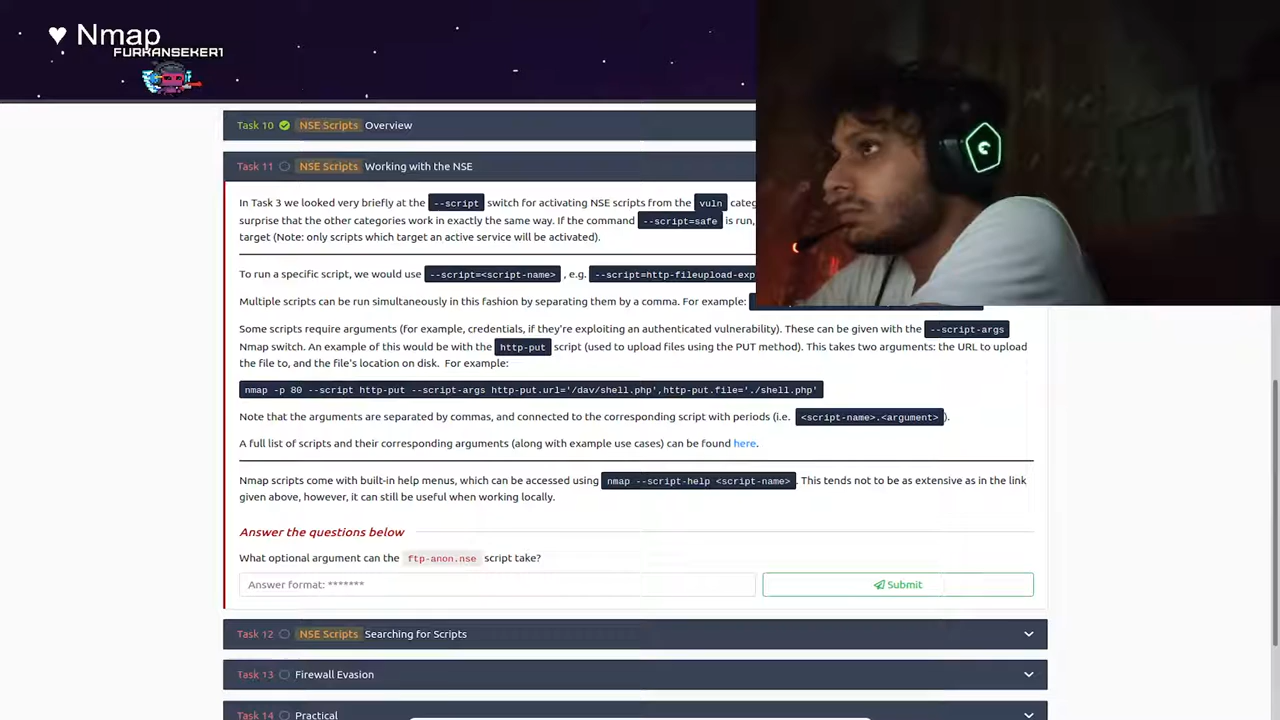 ♥ Nmap
FURKANSEKER1
Task 10 NSE Scripts Overview
Task 11 NSE Scripts Working with the NSE
In Task 3 we looked very briefly at the --script switch for activating NSE scripts from the vuln
surprise that the other categories work in exactly the same way. If the command --script=safe is run,
target (Note: only scripts which target an active service will be activated).
To run a specific script, we would use --script=<script-name> , e.g. --script=http-fileupload-exp
Multiple scripts can be run simultaneously in this fashion by separating them by a comma. For example:
Some scripts require arguments (for example, credentials, if they're exploiting an authenticated vulnerability). These can be given with the --script-args
Nmap switch. An example of this would be with the http-put script (used to upload files using the PUT method). This takes two arguments: the URL to upload
the file to, and the file's location on disk. For example:
nmap -p 80 --script http-put --script-args http-put.url='/dav/shell.php',http-put.file='./shell.php'
Note that the arguments are separated by commas, and connected to the corresponding script with periods (i.e. <script-name>.<argument> ).
A full list of scripts and their corresponding arguments (along with example use cases) can be found here.
Nmap scripts come with built-in help menus, which can be accessed using nmap --script-help <script-name> . This tends not to be as extensive as in the link
given above, however, it can still be useful when working locally.
Answer the questions below
What optional argument can the ftp-anon.nse script take?
Answer format: *******
Submit
Task 12 NSE Scripts Searching for Scripts
Task 13 Firewall Evasion
Task 14 Practical